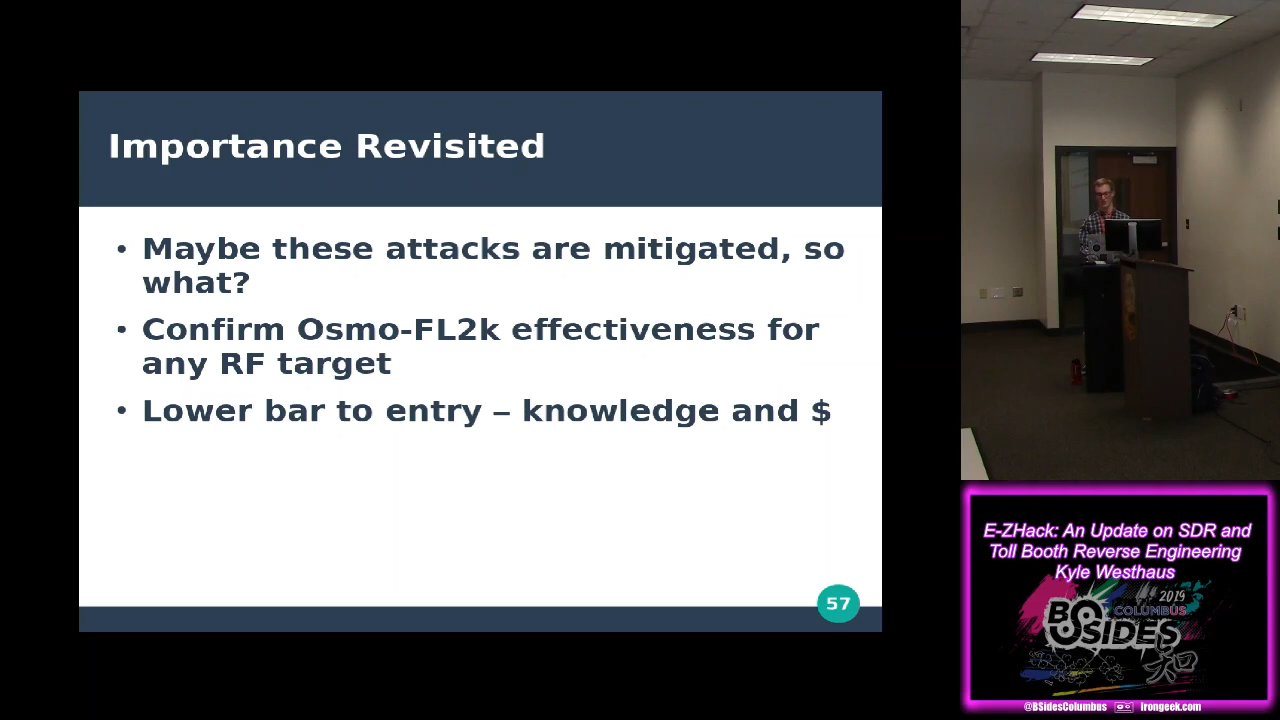 Importance Revisited
• Maybe these attacks are mitigated, so
what?
• Confirm Osmo-FL2k effectiveness for
any RF target
• Lower bar to entry – knowledge and $
57
E-ZHack: An Update on SDR and
Toll Booth Reverse Engineering
Kyle Westhaus
2019
COLUMBUS
BSIDES
知
@BSidesColumbus irongeek.com